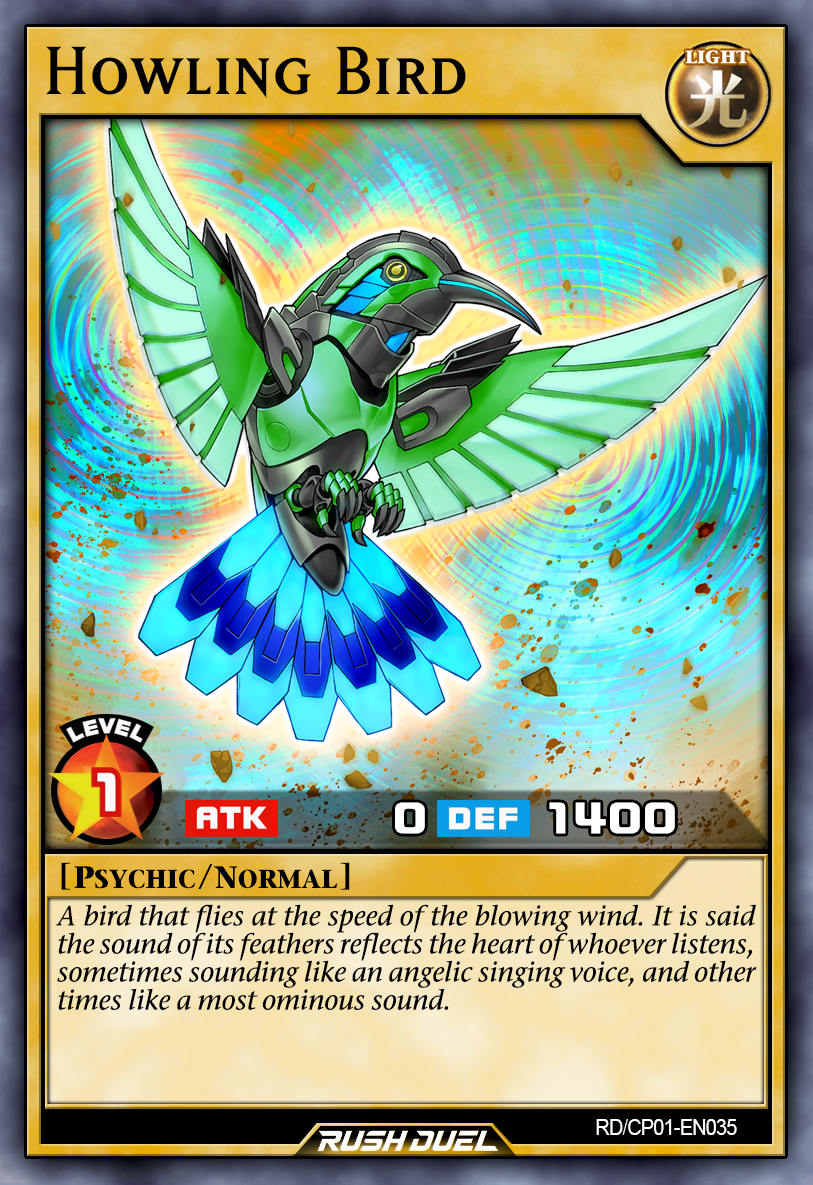 Howling Bird
LIGHT
光
LEVEL
1
ATK 0 DEF 1400
[Psychic/Normal]
A bird that flies at the speed of the blowing wind. It is said
the sound of its feathers reflects the heart of whoever listens,
sometimes sounding like an angelic singing voice, and other
times like a most ominous sound.
RD/CP01-EN035
RUSH DUEL